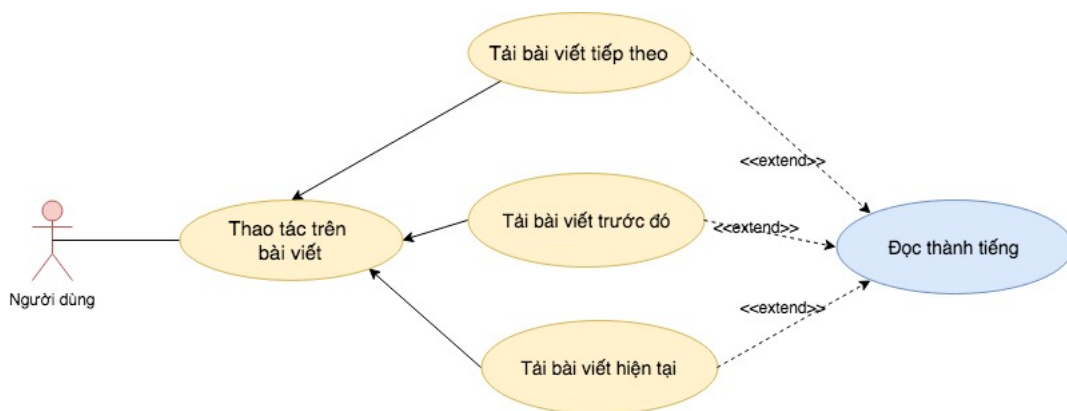 Tải bài viết tiếp theo
<<extend>>
Thao tác trên
bài viết
Tải bài viết trước đó
<<extend>>
Đọc thành tiếng
Người dùng
<<extend>>
Tải bài viết hiện tại